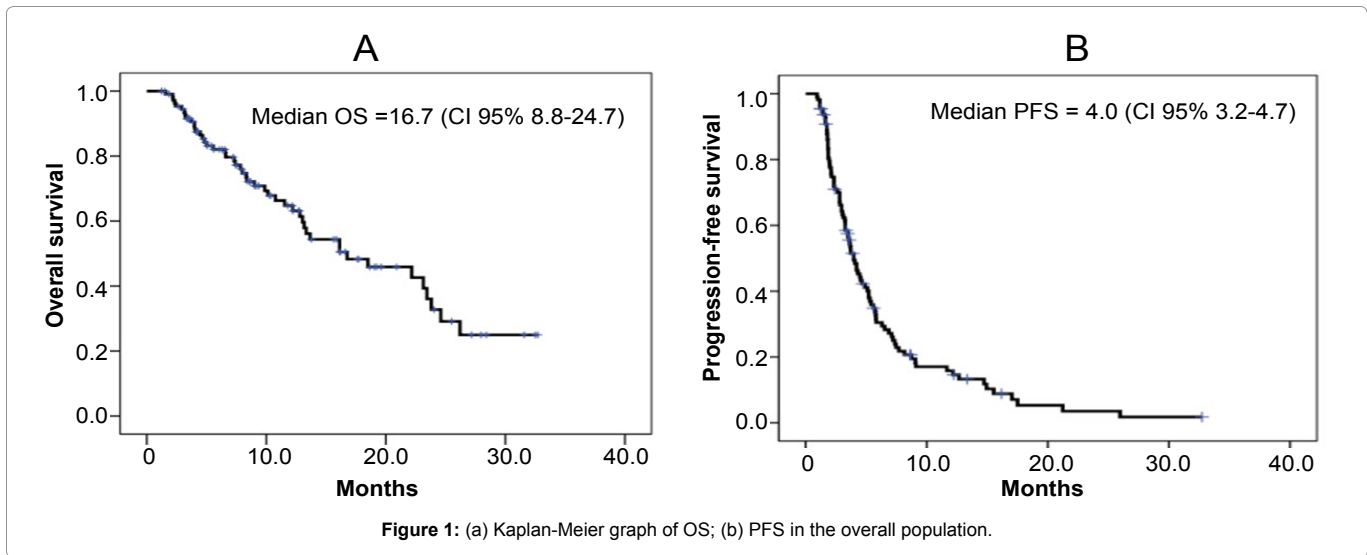 A
Median OS =16.7 (CI 95% 8.8-24.7)
Overall survival
1.0
0.8
0.6
0.4
0.2
0.0
0 10.0 20.0 30.0 40.0
Months
B
Median PFS = 4.0 (CI 95% 3.2-4.7)
Progression-free survival
1.0
0.8
0.6
0.4
0.2
0.0
0 10.0 20.0 30.0 40.0
Months
Figure 1: (a) Kaplan-Meier graph of OS; (b) PFS in the overall population.